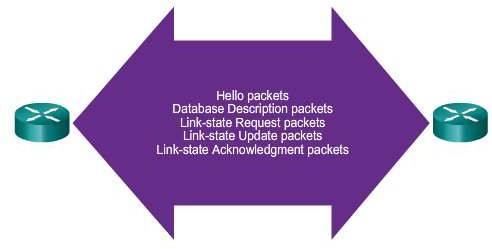 Hello packets
Database Description packets
Link-state Request packets
Link-state Update packets
Link-state Acknowledgment packets